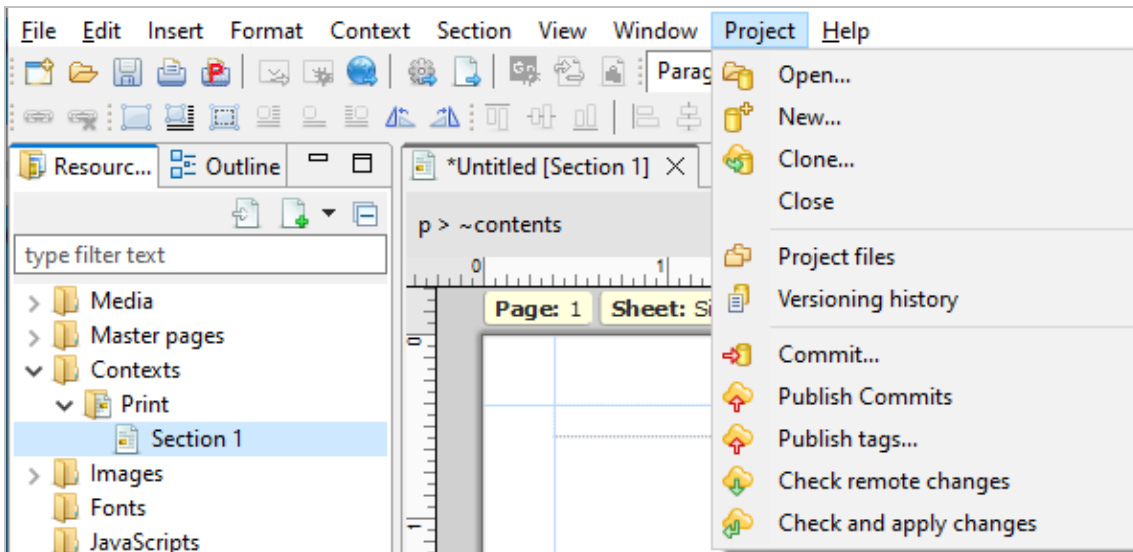 File Edit Insert Format Context Section View Window Project Help
Parag
Resourc... Outline
type filter text
Media
Master pages
Contexts
Print
Section 1
Images
Fonts
JavaScripts
*Untitled [Section 1]
p > ~contents
0 1
Page: 1 Sheet: Si
0
1
Open...
New...
Clone...
Close
Project files
Versioning history
Commit...
Publish Commits
Publish tags...
Check remote changes
Check and apply changes